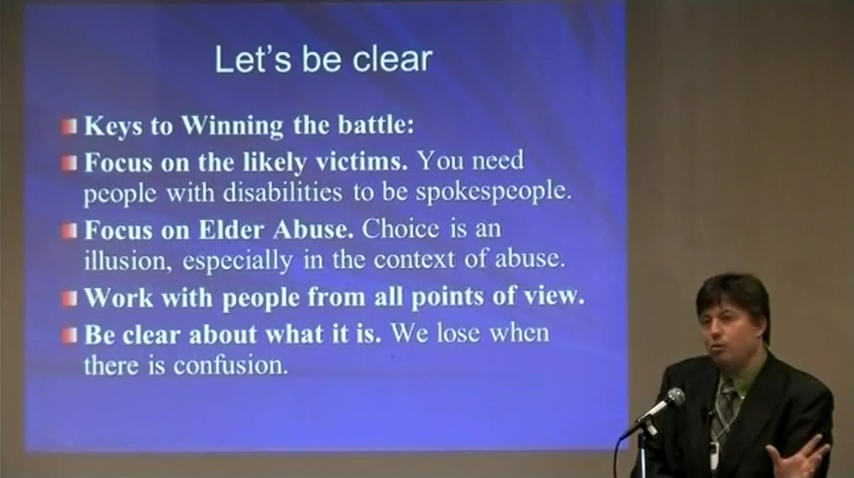 Let's be clear
Keys to Winning the battle:
Focus on the likely victims. You need
people with disabilities to be spokespeople.
Focus on Elder Abuse. Choice is an
illusion, especially in the context of abuse.
Work with people from all points of view.
Be clear about what it is. We lose when
there is confusion.